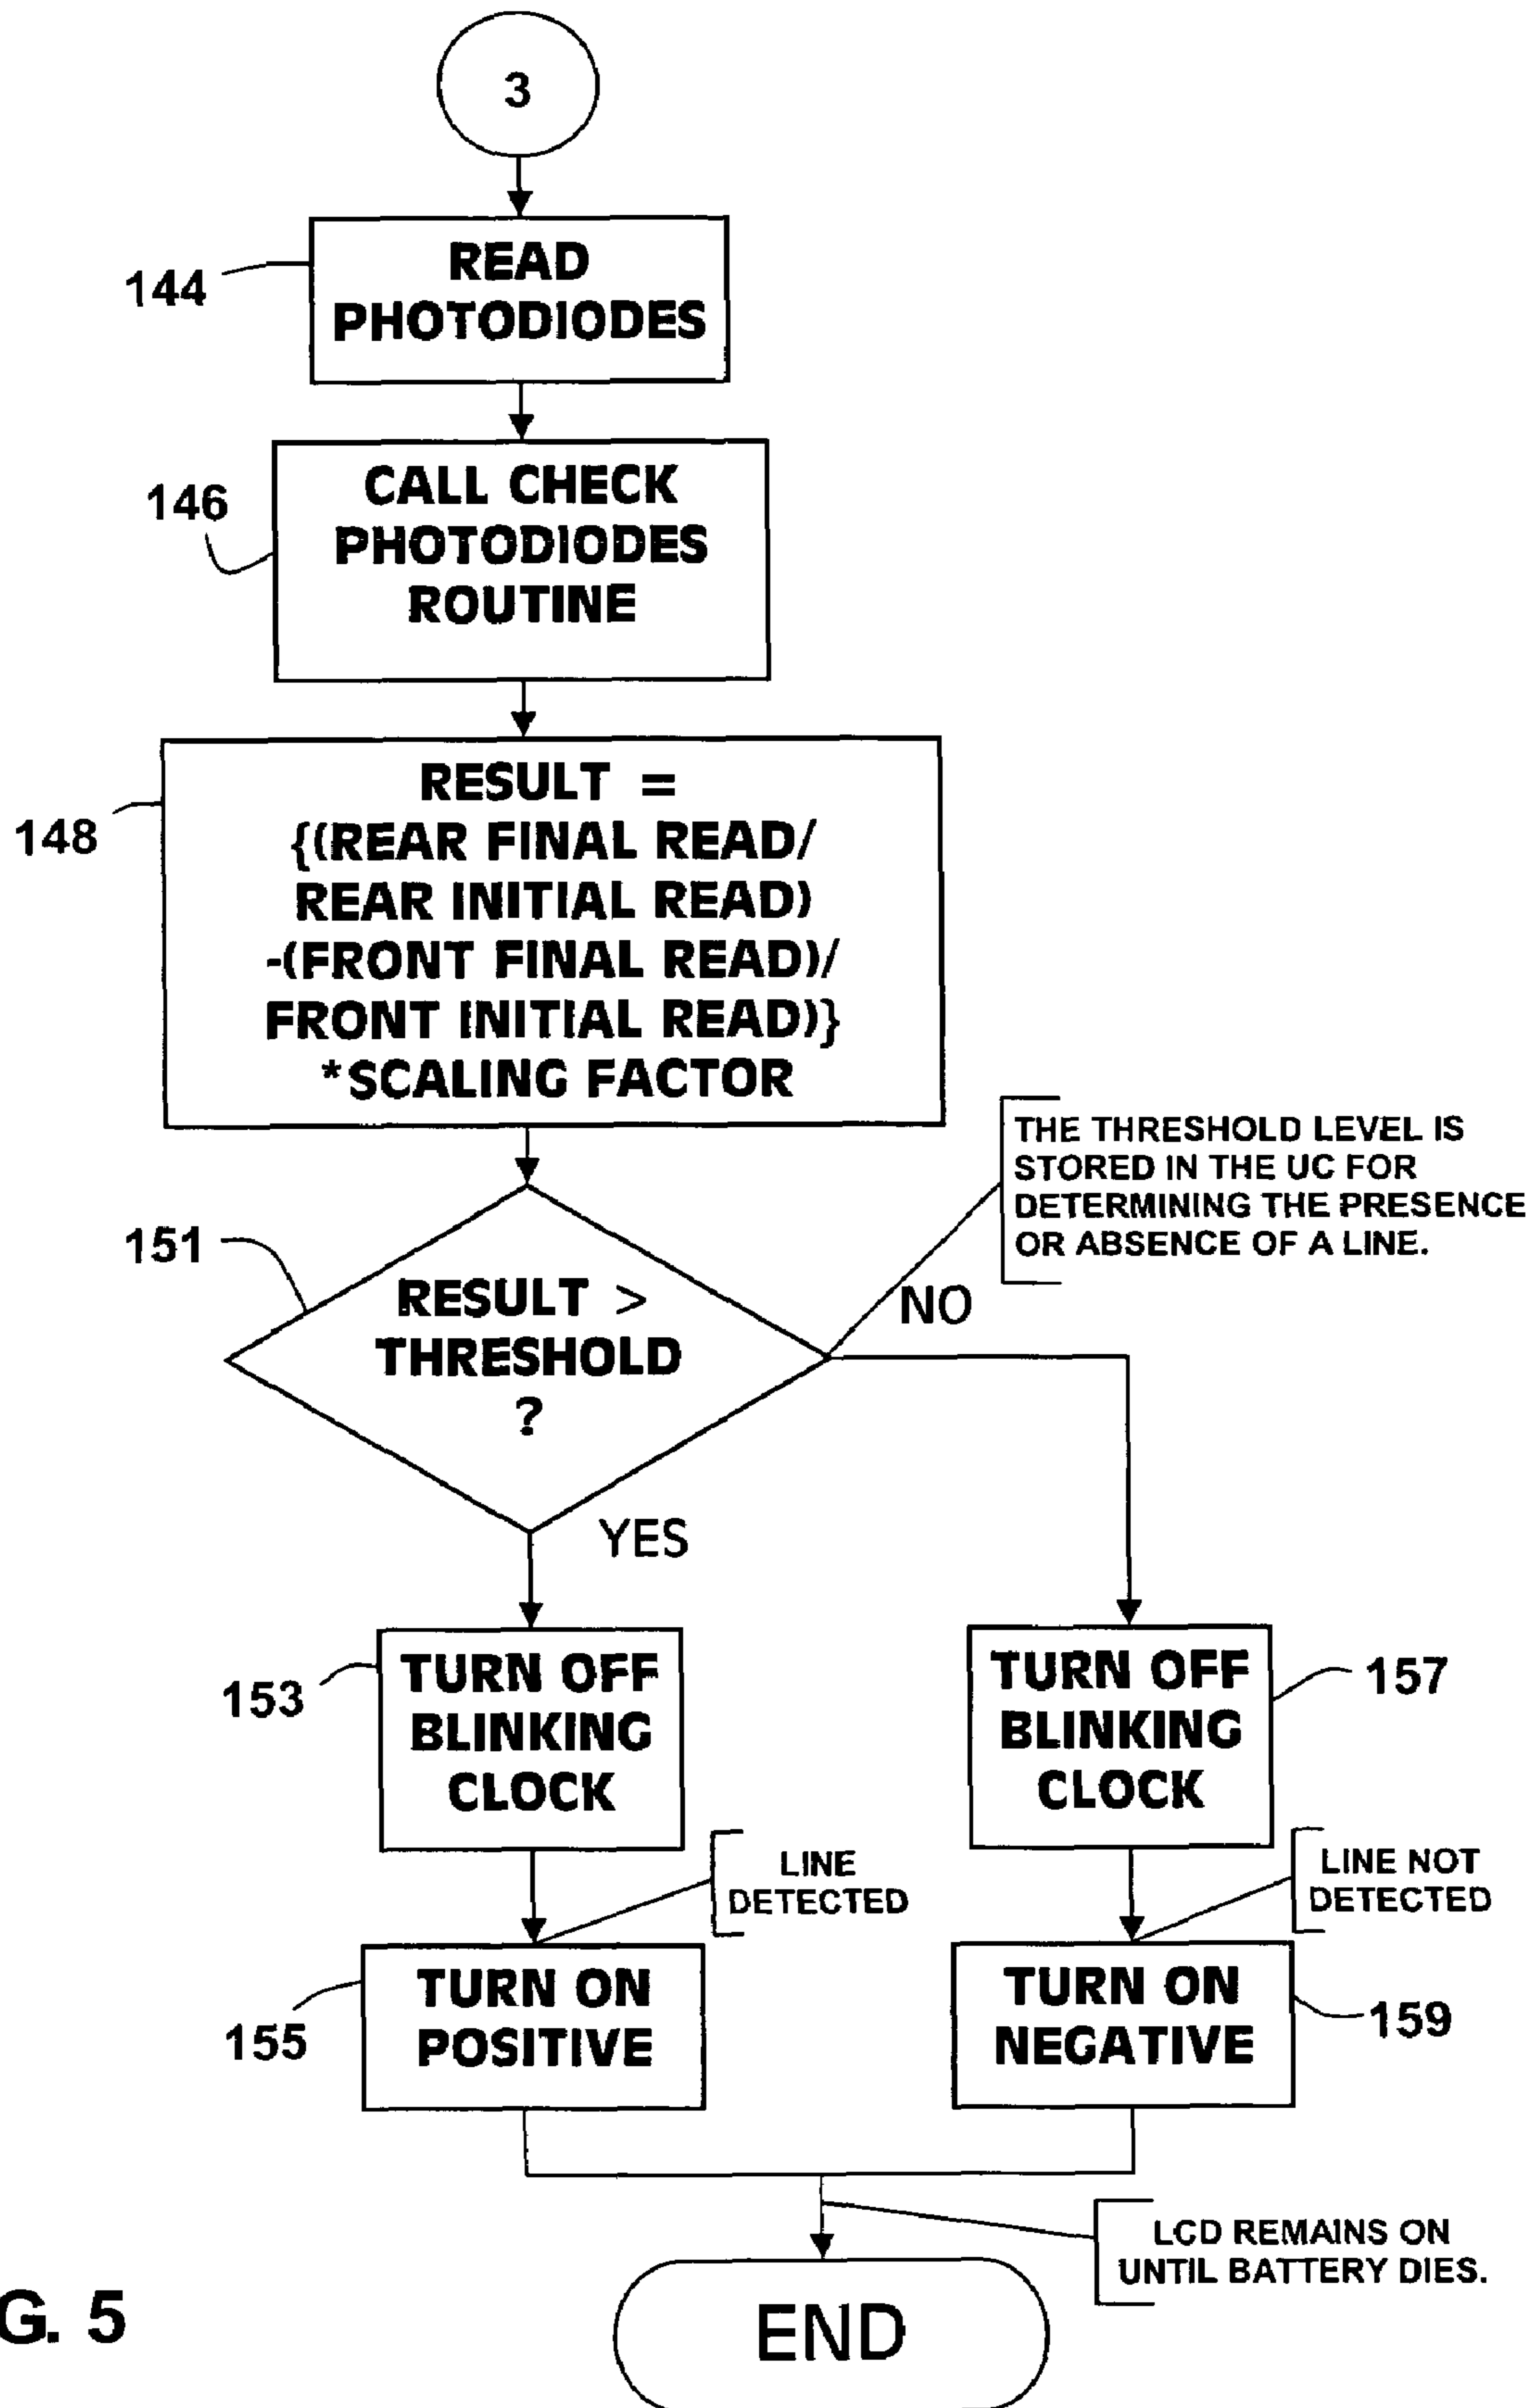 3
144
READ
PHOTODIODES
146
CALL CHECK
PHOTODIODES
ROUTINE
148
RESULT =
{(REAR FINAL READ/
REAR INITIAL READ)
-(FRONT FINAL READ)/
FRONT INITIAL READ)}
*SCALING FACTOR
THE THRESHOLD LEVEL IS
STORED IN THE UC FOR
DETERMINING THE PRESENCE
OR ABSENCE OF A LINE.
151
RESULT >
THRESHOLD
?
NO
YES
153
TURN OFF
BLINKING
CLOCK
TURN OFF
BLINKING
CLOCK
157
LINE
DETECTED
LINE NOT
DETECTED
155
TURN ON
POSITIVE
TURN ON
NEGATIVE
159
LCD REMAINS ON
UNTIL BATTERY DIES.
END
G. 5